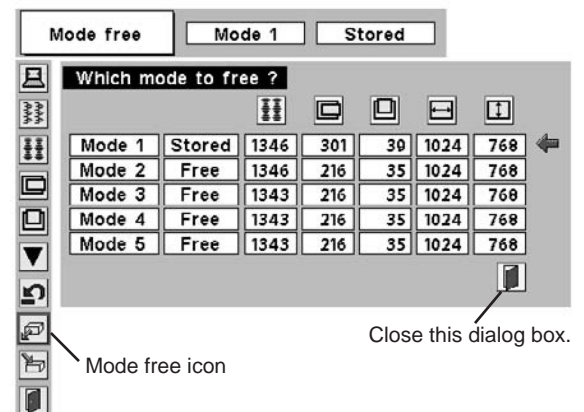 Mode free Mode 1 Stored
Which mode to free ?
Mode 1 Stored 1346 301 39 1024 768
Mode 2 Free 1346 216 35 1024 768
Mode 3 Free 1343 216 35 1024 768
Mode 4 Free 1343 216 35 1024 768
Mode 5 Free 1343 216 35 1024 768
Close this dialog box.
Mode free icon